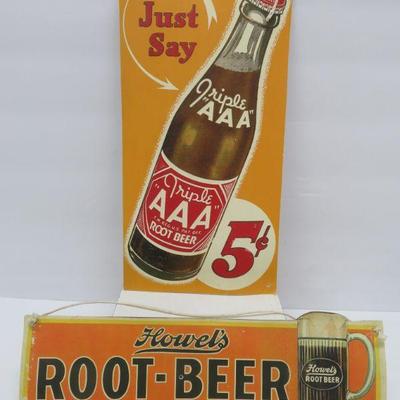 Just
Say
Triple
"AAA"
Triple
"AAA"
ROOT BEER
5¢
Howel's
ROOT-BEER
Howel's
ROOT BEER